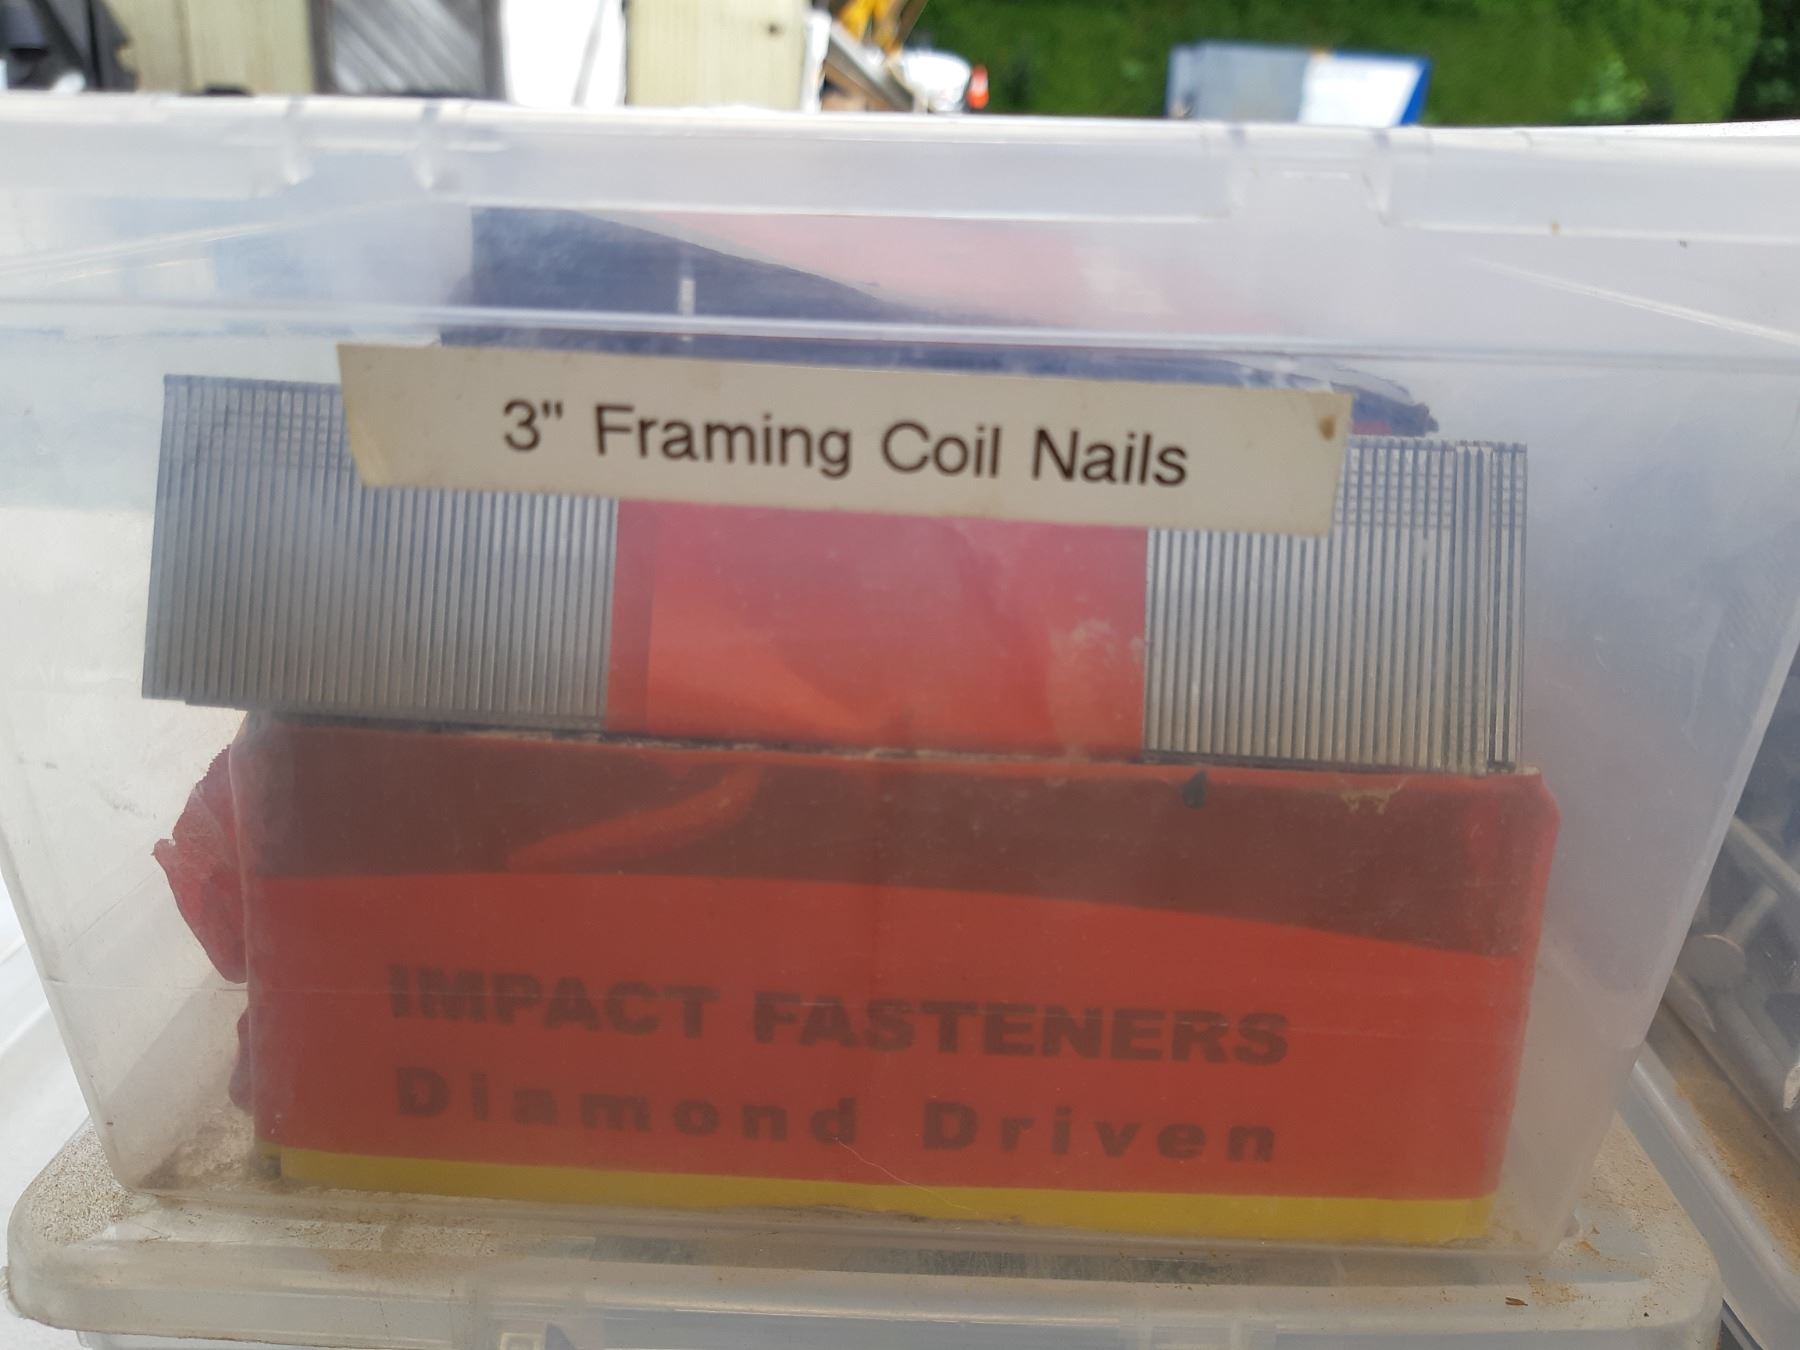 3" Framing Coil Nails
IMPACT FASTENERS
Diamond Driven